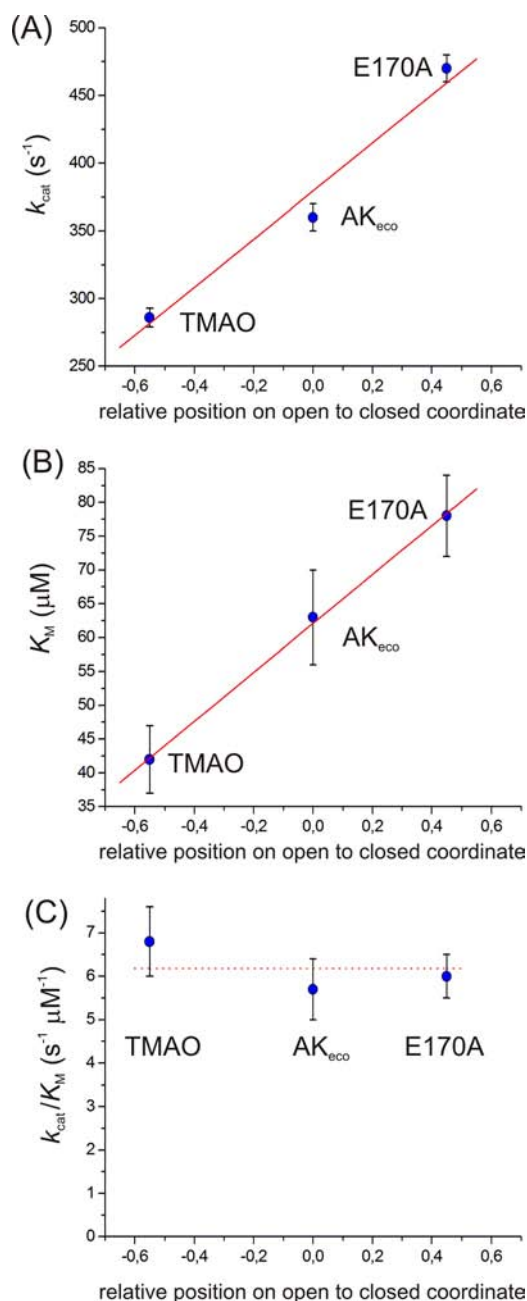 (A)
500
450
400
350
300
250
k_cat (s⁻¹)
E170A
AK_eco
TMAO
-0,6 -0,4 -0,2 0,0 0,2 0,4 0,6
relative position on open to closed coordinate
(B)
85
80
75
70
65
60
55
50
45
40
35
K_M (μM)
E170A
AK_eco
TMAO
-0,6 -0,4 -0,2 0,0 0,2 0,4 0,6
relative position on open to closed coordinate
(C)
7
6
5
4
3
2
1
0
k_cat/K_M (s⁻¹ μM⁻¹)
TMAO AK_eco E170A
-0,6 -0,4 -0,2 0,0 0,2 0,4 0,6
relative position on open to closed coordinate